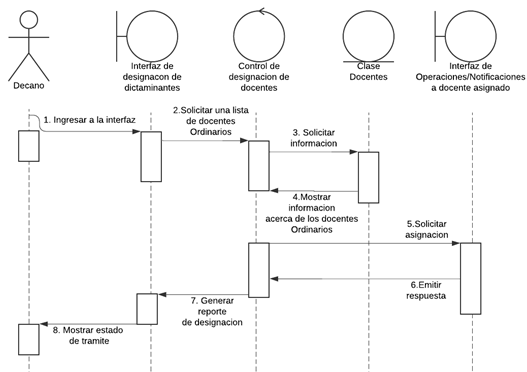 Decano
Interfaz de
designacon de
dictaminantes
Control de
designacion de
docentes
Clase
Docentes
Interfaz de
Operaciones/Notificaciones
a docente asignado
1. Ingresar a la interfaz
2.Solicitar una lista
de docentes
Ordinarios
3. Solicitar
informacion
4.Mostrar
informacion
acerca de los docentes
Ordinarios
5.Solicitar
asignacion
6.Emitir
respuesta
7. Generar
reporte
de designacion
8. Mostrar estado
de tramite